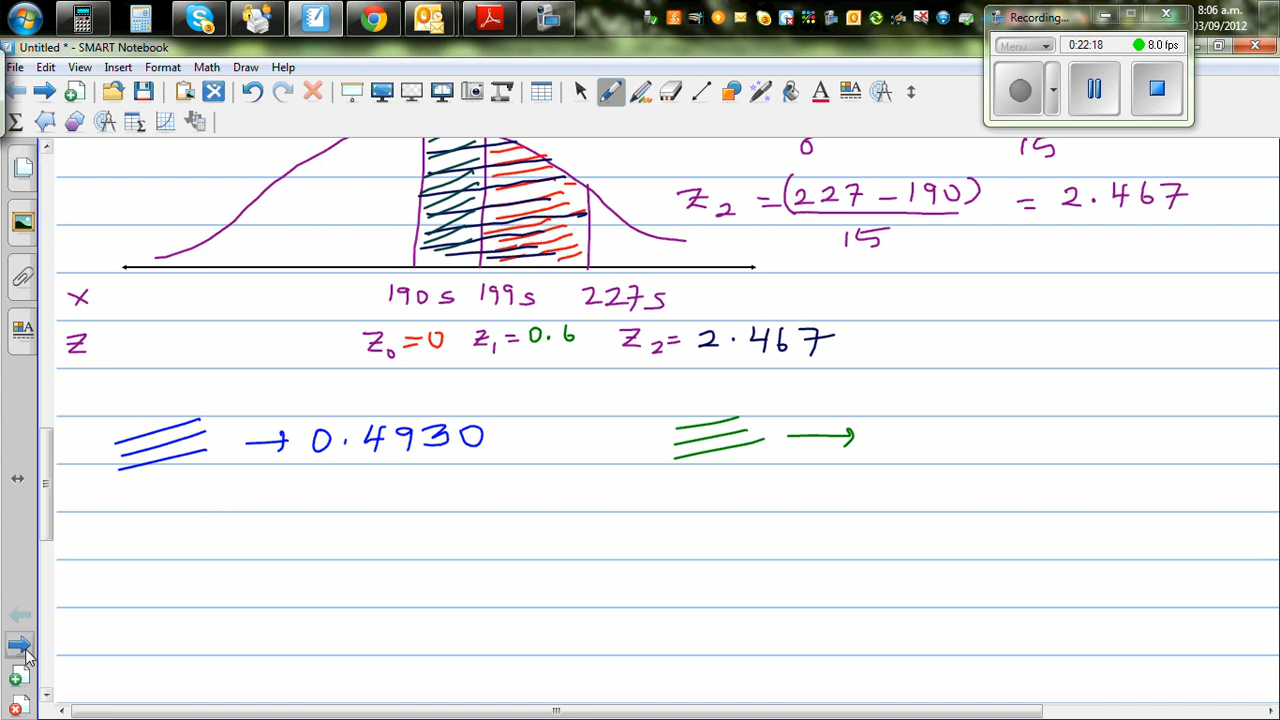 8:06 a.m.
03/09/2012
Recording...
Menu
0:22:18
8.0 fps
Untitled * - SMART Notebook
File Edit View Insert Format Math Draw Help
0 15
Z2 = (227 - 190) = 2.467
15
X 190s 199s 227s
Z Z0 = 0 Z1 = 0.6 Z2 = 2.467
→ 0.4930 →